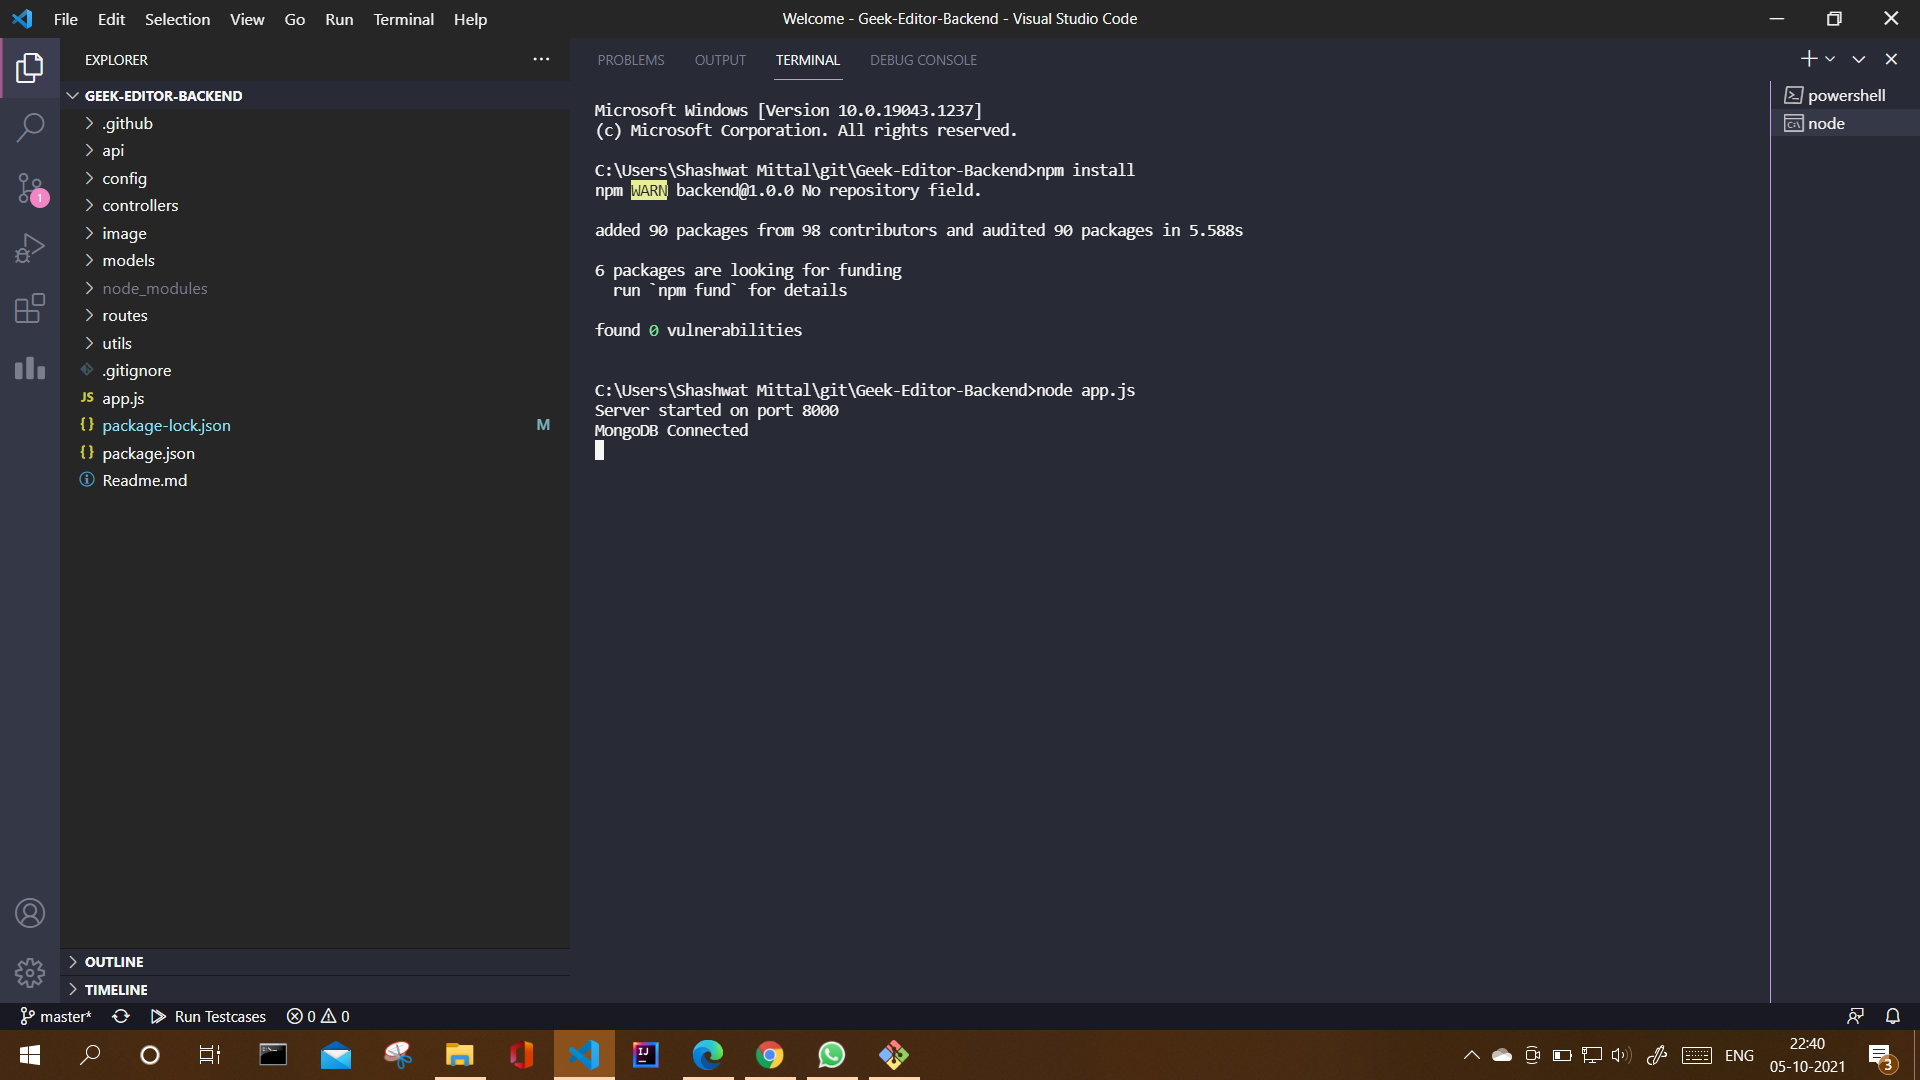 File Edit Selection View Go Run Terminal Help
Welcome - Geek-Editor-Backend - Visual Studio Code
EXPLORER
GEEK-EDITOR-BACKEND
.github
api
config
controllers
image
models
node_modules
routes
utils
.gitignore
JS app.js
{} package-lock.json M
{} package.json
Readme.md
OUTLINE
TIMELINE
1
PROBLEMS OUTPUT TERMINAL DEBUG CONSOLE
Microsoft Windows [Version 10.0.19043.1237]
(c) Microsoft Corporation. All rights reserved.
C:\Users\Shashwat Mittal\git\Geek-Editor-Backend>npm install
npm WARN backend@1.0.0 No repository field.
added 90 packages from 98 contributors and audited 90 packages in 5.588s
6 packages are looking for funding
run `npm fund` for details
found 0 vulnerabilities
C:\Users\Shashwat Mittal\git\Geek-Editor-Backend>node app.js
Server started on port 8000
MongoDB Connected
powershell
node
master* Run Testcases 0 0
IJ
ENG
22:40
05-10-2021
3